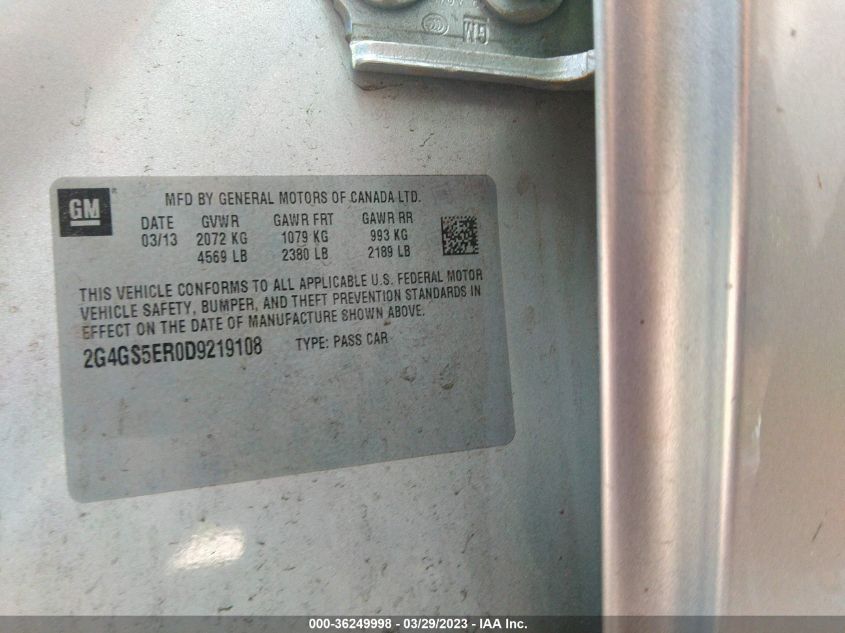 GM
MFD BY GENERAL MOTORS OF CANADA LTD.
DATE GVWR GAWR FRT GAWR RR
03/13 2072 KG 1079 KG 993 KG
4569 LB 2380 LB 2189 LB
THIS VEHICLE CONFORMS TO ALL APPLICABLE U.S. FEDERAL MOTOR
VEHICLE SAFETY, BUMPER, AND THEFT PREVENTION STANDARDS IN
EFFECT ON THE DATE OF MANUFACTURE SHOWN ABOVE.
2G4GS5ER0D9219108 TYPE: PASS CAR
000-36249998 - 03/29/2023 - IAA Inc.